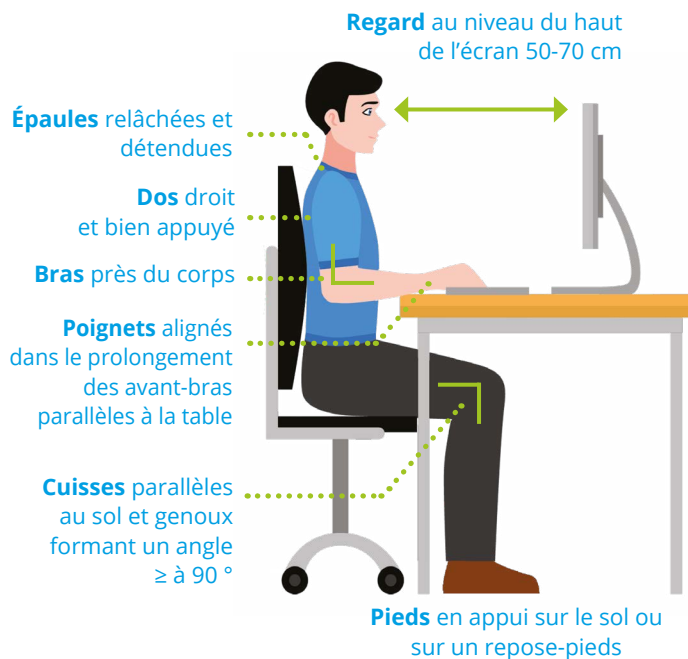 Regard au niveau du haut
de l’écran 50-70 cm
Épaules relâchées et
détendues
Dos droit
et bien appuyé
Bras près du corps
Poignets alignés
dans le prolongement
des avant-bras
parallèles à la table
Cuisses parallèles
au sol et genoux
formant un angle
≥ à 90 °
Pieds en appui sur le sol ou
sur un repose-pieds